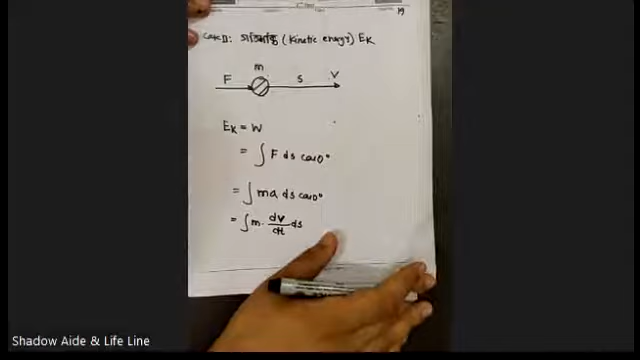 19
Case II: গতিশক্তি (Kinetic energy) EK
m
F s v
EK = W
= ∫ F ds cos0°
= ∫ ma ds cos0°
= ∫ m. dv/dt ds
Shadow Aide & Life Line